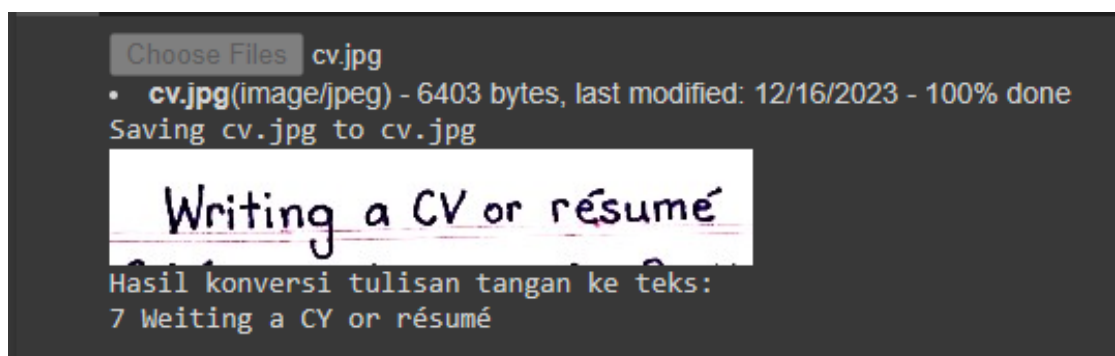 Choose Files cv.jpg
• cv.jpg(image/jpeg) - 6403 bytes, last modified: 12/16/2023 - 100% done
Saving cv.jpg to cv.jpg
Writing a CV or résumé
Hasil konversi tulisan tangan ke teks:
7 Weiting a CY or résumé